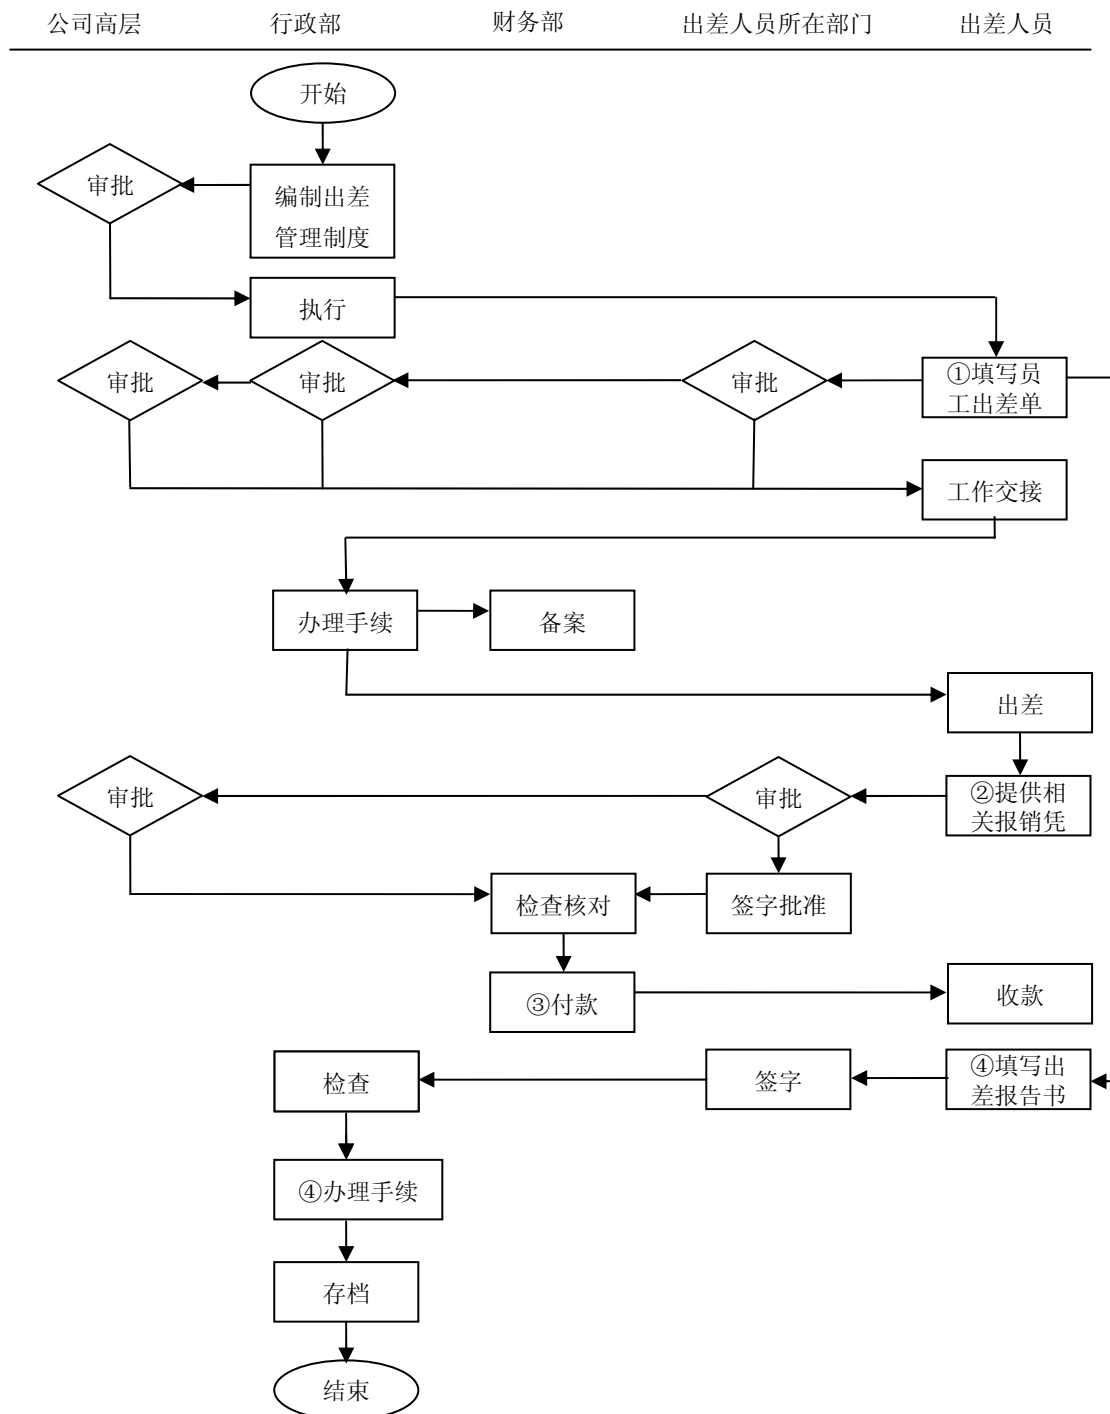 公司高层
行政部
财务部
出差人员所在部门
出差人员
开始
审批
编制出差
管理制度
执行
审批
审批
审批
①填写员
工出差单
工作交接
办理手续
备案
出差
审批
审批
②提供相
关报销凭
检查核对
签字批准
③付款
收款
检查
签字
④填写出
差报告书
④办理手续
存档
结束